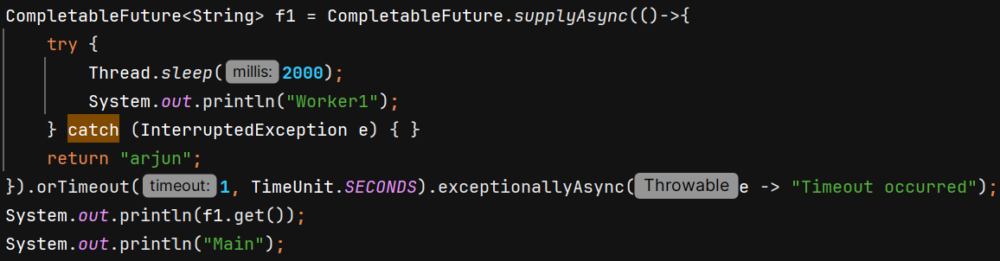 CompletableFuture<String> f1 = CompletableFuture.supplyAsync(()->{
try {
Thread.sleep( millis: 2000);
System.out.println("Worker1");
} catch (InterruptedException e) { }
return "arjun";
}).orTimeout( timeout: 1, TimeUnit.SECONDS).exceptionallyAsync( Throwable e -> "Timeout occurred");
System.out.println(f1.get());
System.out.println("Main");